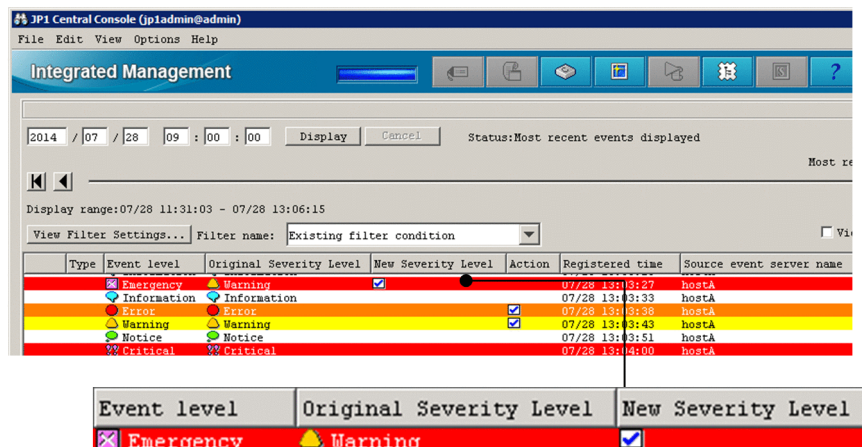 JP1 Central Console (jp1admin@admin)
File Edit View Options Help
Integrated Management ?
2014 / 07 / 28 09 : 00 : 00 Display Cancel Status:Most recent events displayed
Most re
Display range:07/28 11:31:03 - 07/28 13:06:15
View Filter Settings... Filter name: Existing filter condition Vi
Type Event level Original Severity Level New Severity Level Action Registered time Source event server name
Emergency Warning 07/28 13:03:27 hostA
Information Information 07/28 13:03:33 hostA
Error Error 07/28 13:03:38 hostA
Warning Warning 07/28 13:03:43 hostA
Notice Notice 07/28 13:03:51 hostA
Critical Critical 07/28 13:04:00 hostA
Event level Original Severity Level New Severity Level
Emergency Warning